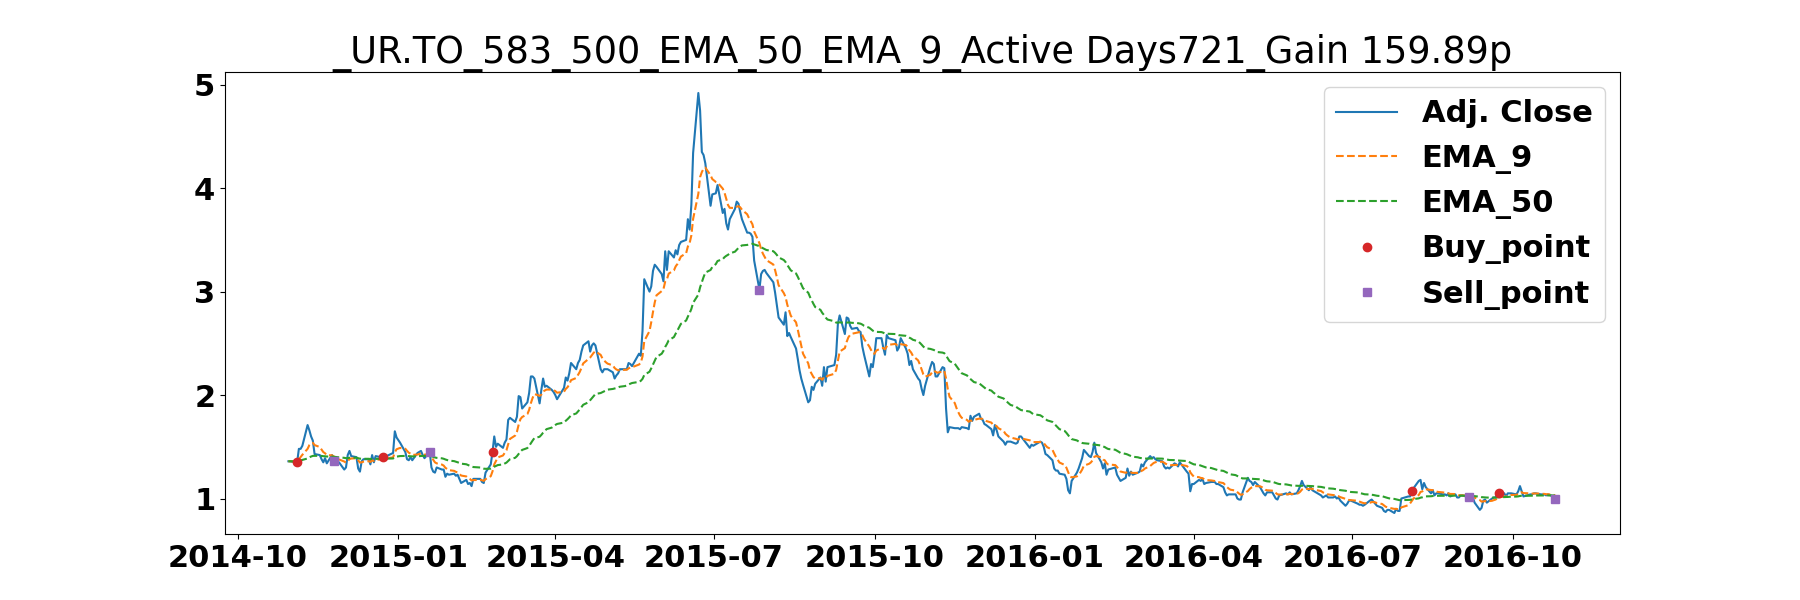 _UR.TO_583_500_EMA_50_EMA_9_Active Days721_Gain 159.89p
5
4
3
2
1
Adj. Close
EMA_9
EMA_50
Buy_point
Sell_point
2014-10 2015-01 2015-04 2015-07 2015-10 2016-01 2016-04 2016-07 2016-10